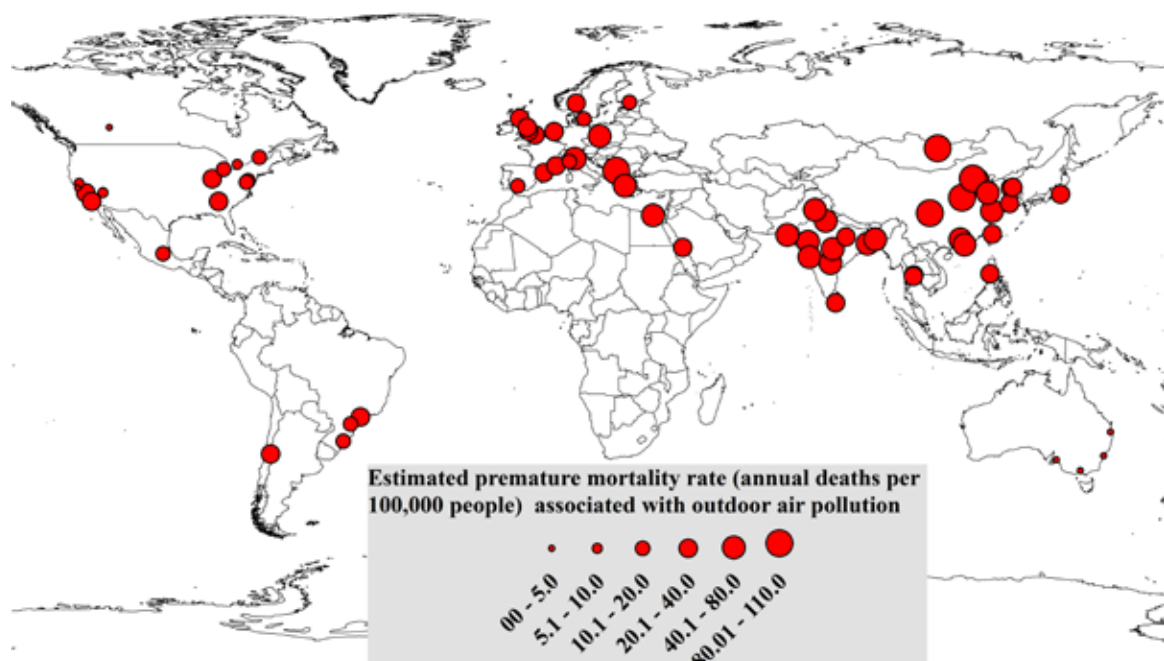 Estimated premature mortality rate (annual deaths per
100,000 people) associated with outdoor air pollution
00 - 5.0
5.1 - 10.0
10.1 - 20.0
20.1 - 40.0
40.1 - 80.0
80.01 - 110.0